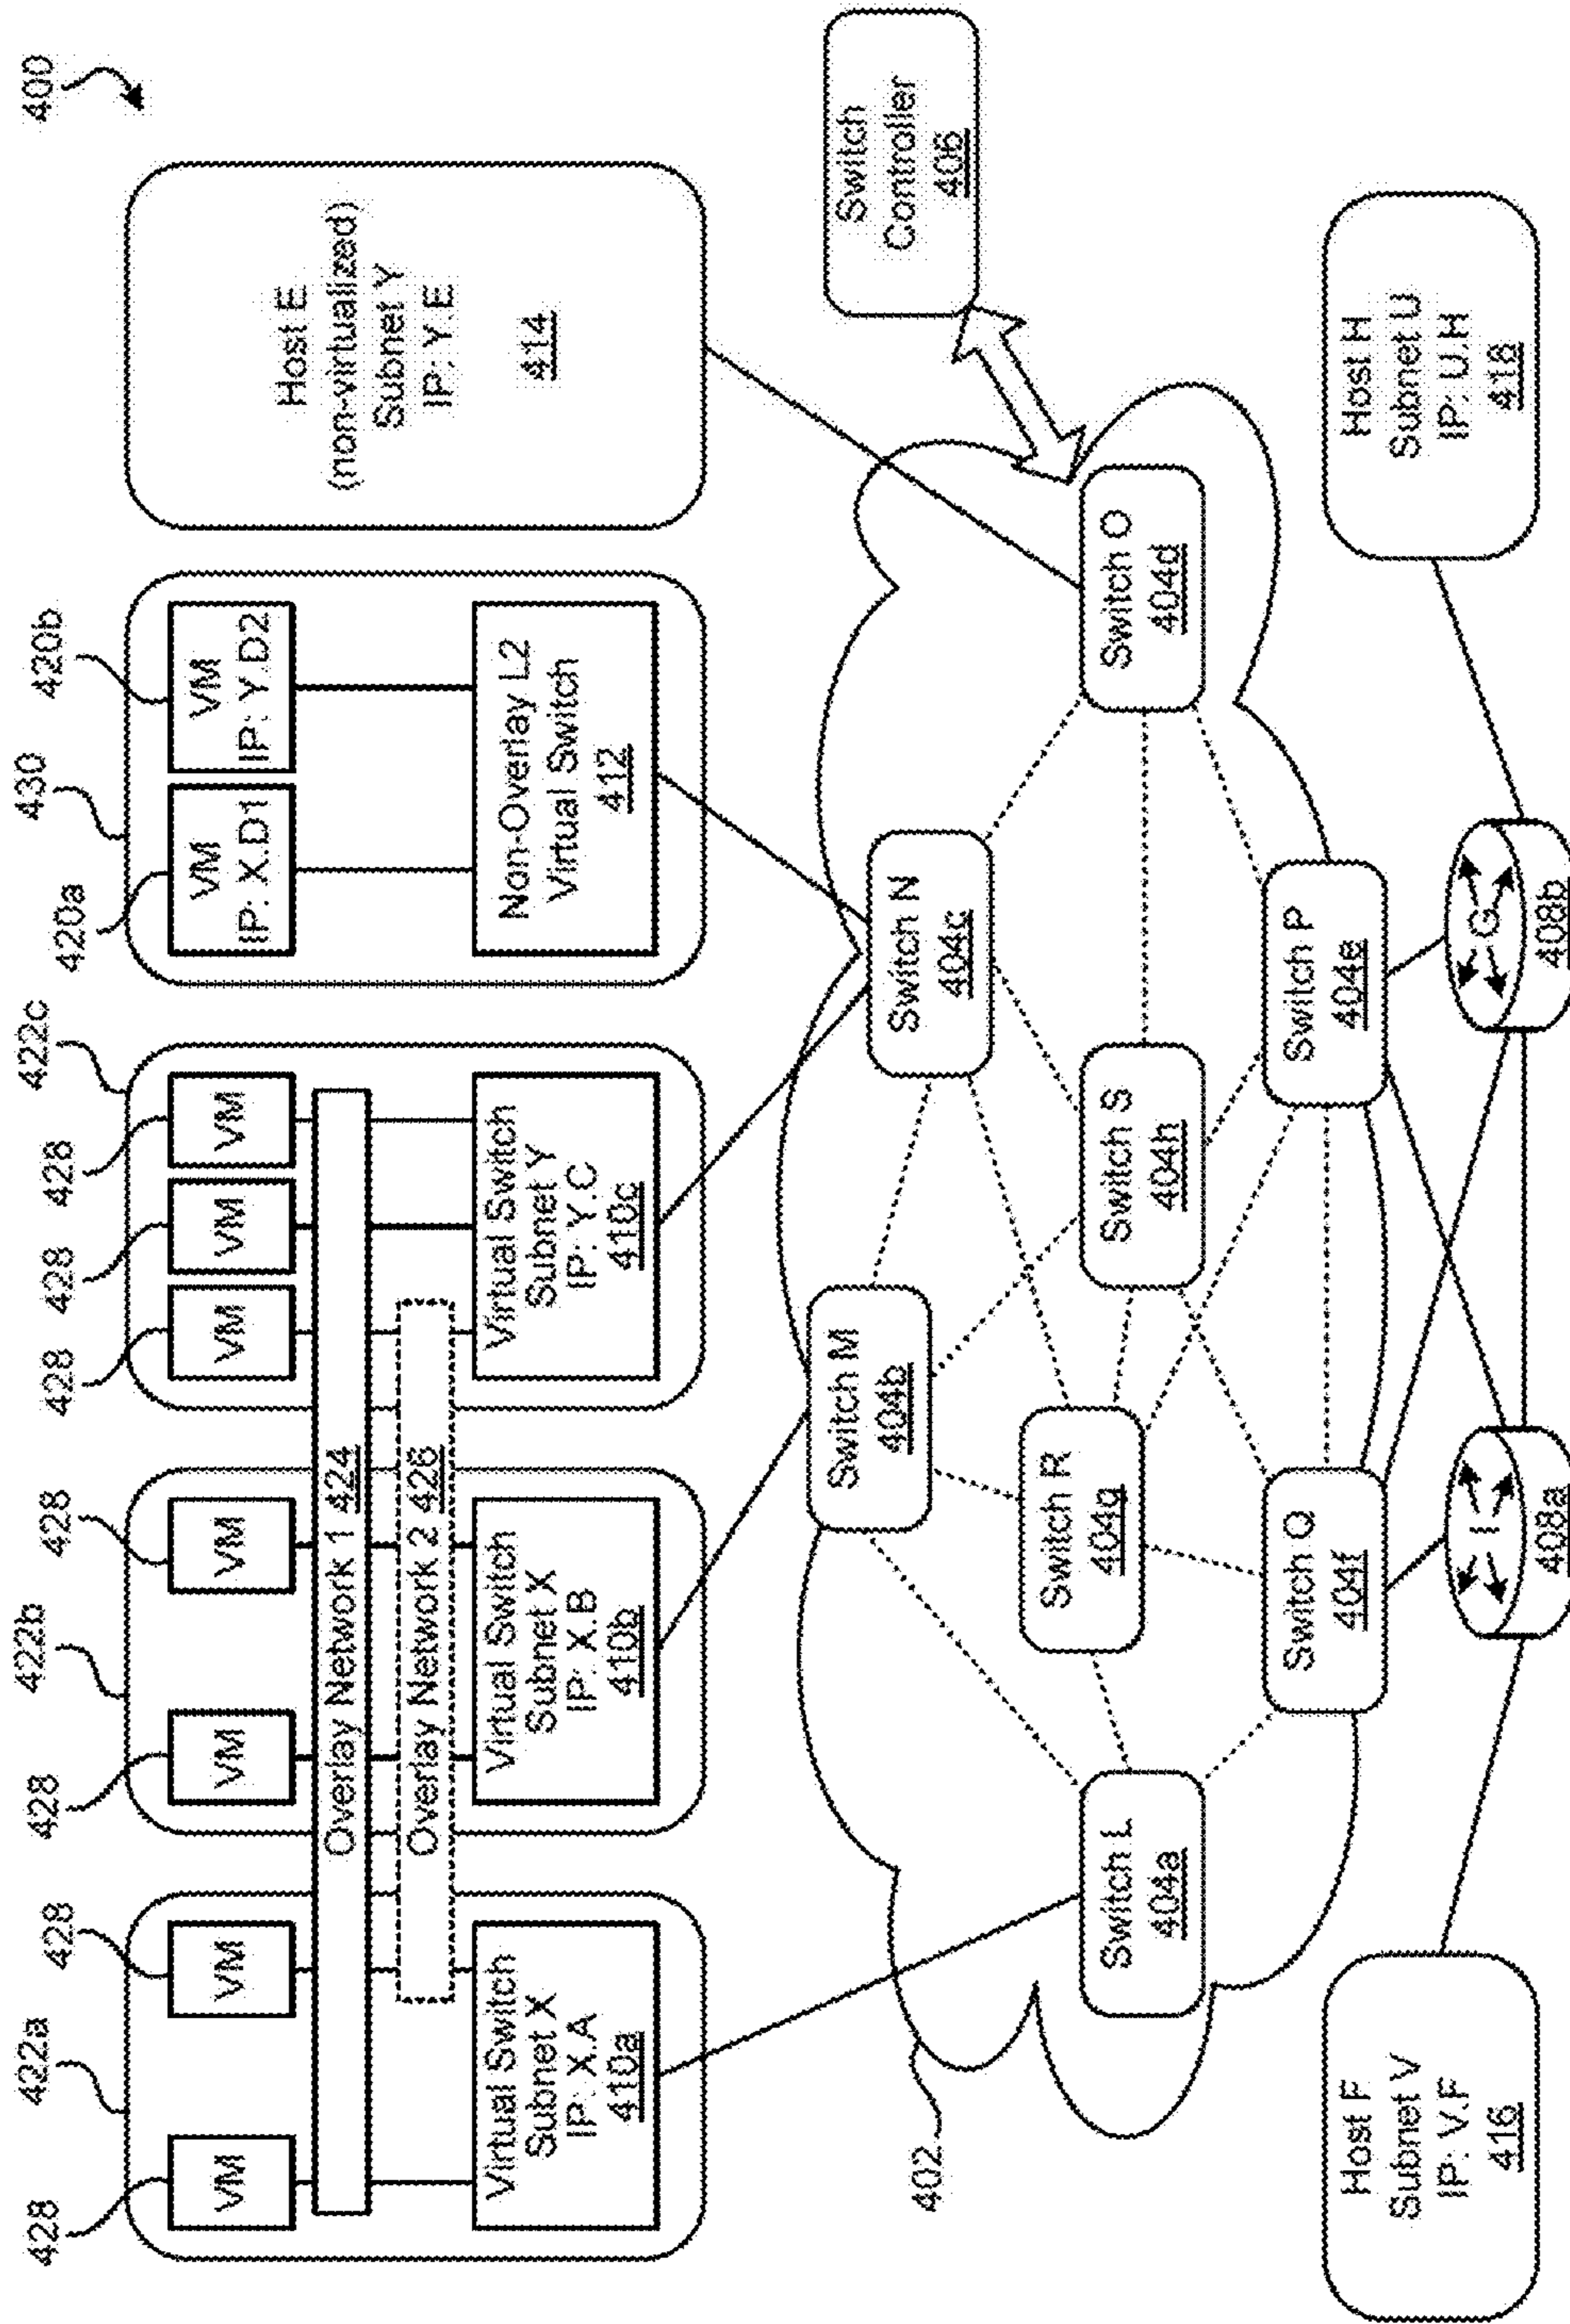 400
422a
422b
422c
430
428
428
428
428
428
428
428
420a
420b
VM
VM
VM
VM
VM
VM
VM
VM
IP: X.D1
VM
IP: Y.D2
Overlay Network 1 424
Overlay Network 2 426
Virtual Switch
Subnet X
IP: X.A
410a
Virtual Switch
Subnet X
IP: X.B
410b
Virtual Switch
Subnet Y
IP: Y.C
410c
Non-Overlay L2
Virtual Switch
412
Host E
(non-virtualized)
Subnet Y
IP: Y.E
414
402
Switch
Controller
406
Switch L
404a
Switch M
404b
Switch N
404c
Switch O
404d
Switch R
404g
Switch S
404h
Switch Q
404f
Switch P
404e
Host F
Subnet V
IP: V.F
416
I
408a
G
408b
Host H
Subnet U
IP: U.H
418